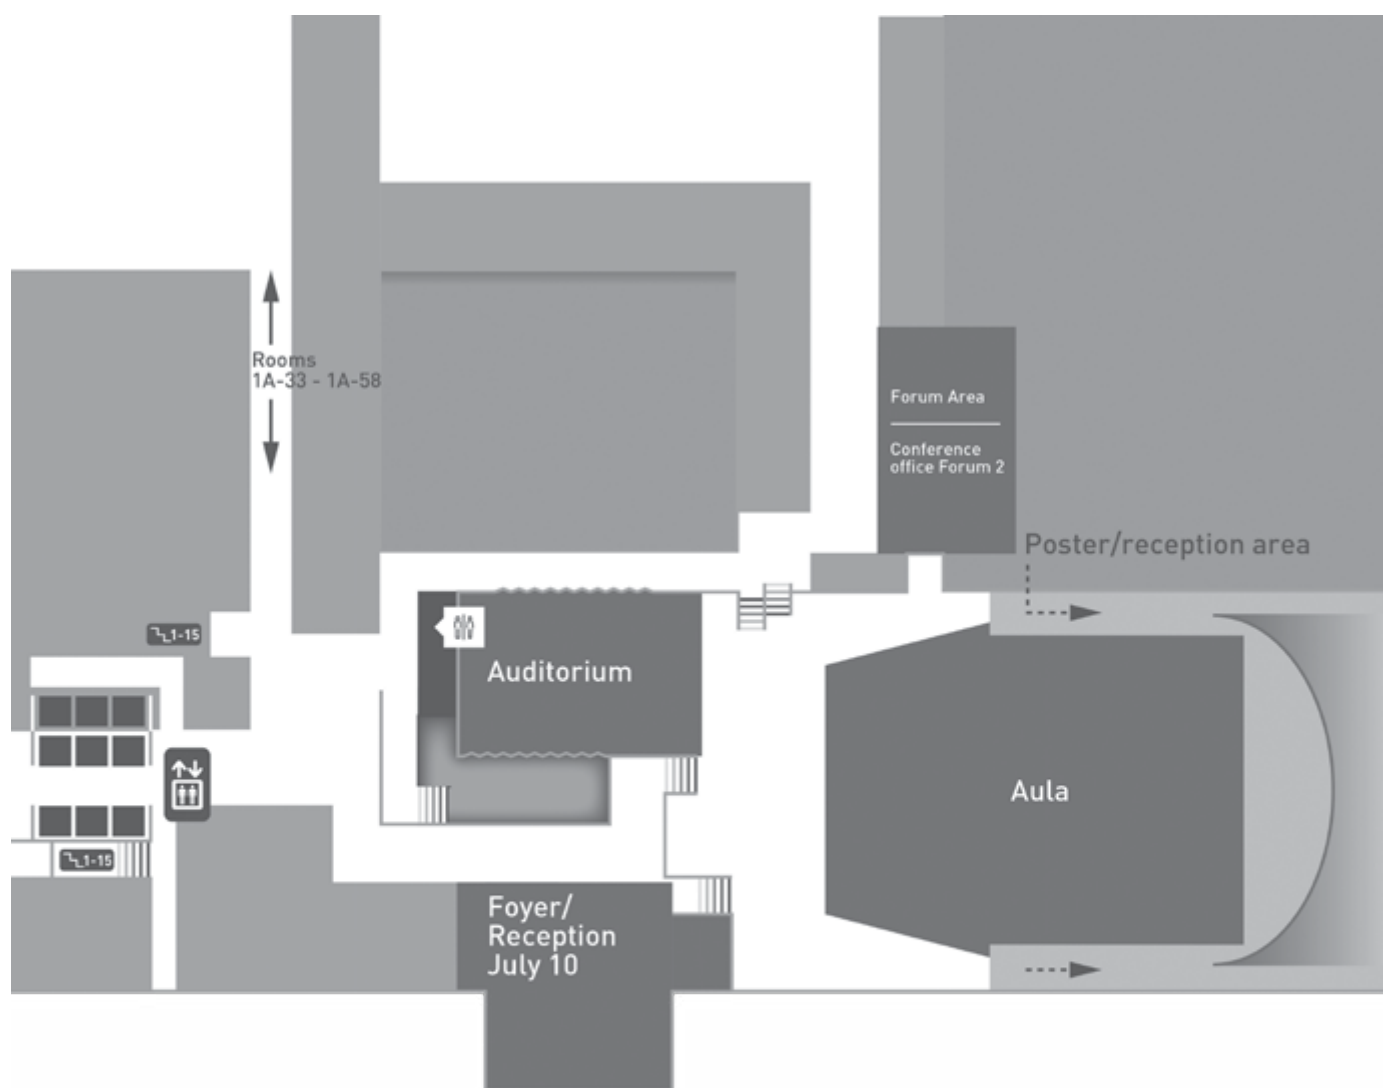 Rooms
1A-33 - 1A-58
Forum Area
Conference
office Forum 2
Poster/reception area
1-15
Auditorium
Aula
1-15
Foyer/
Reception
July 10